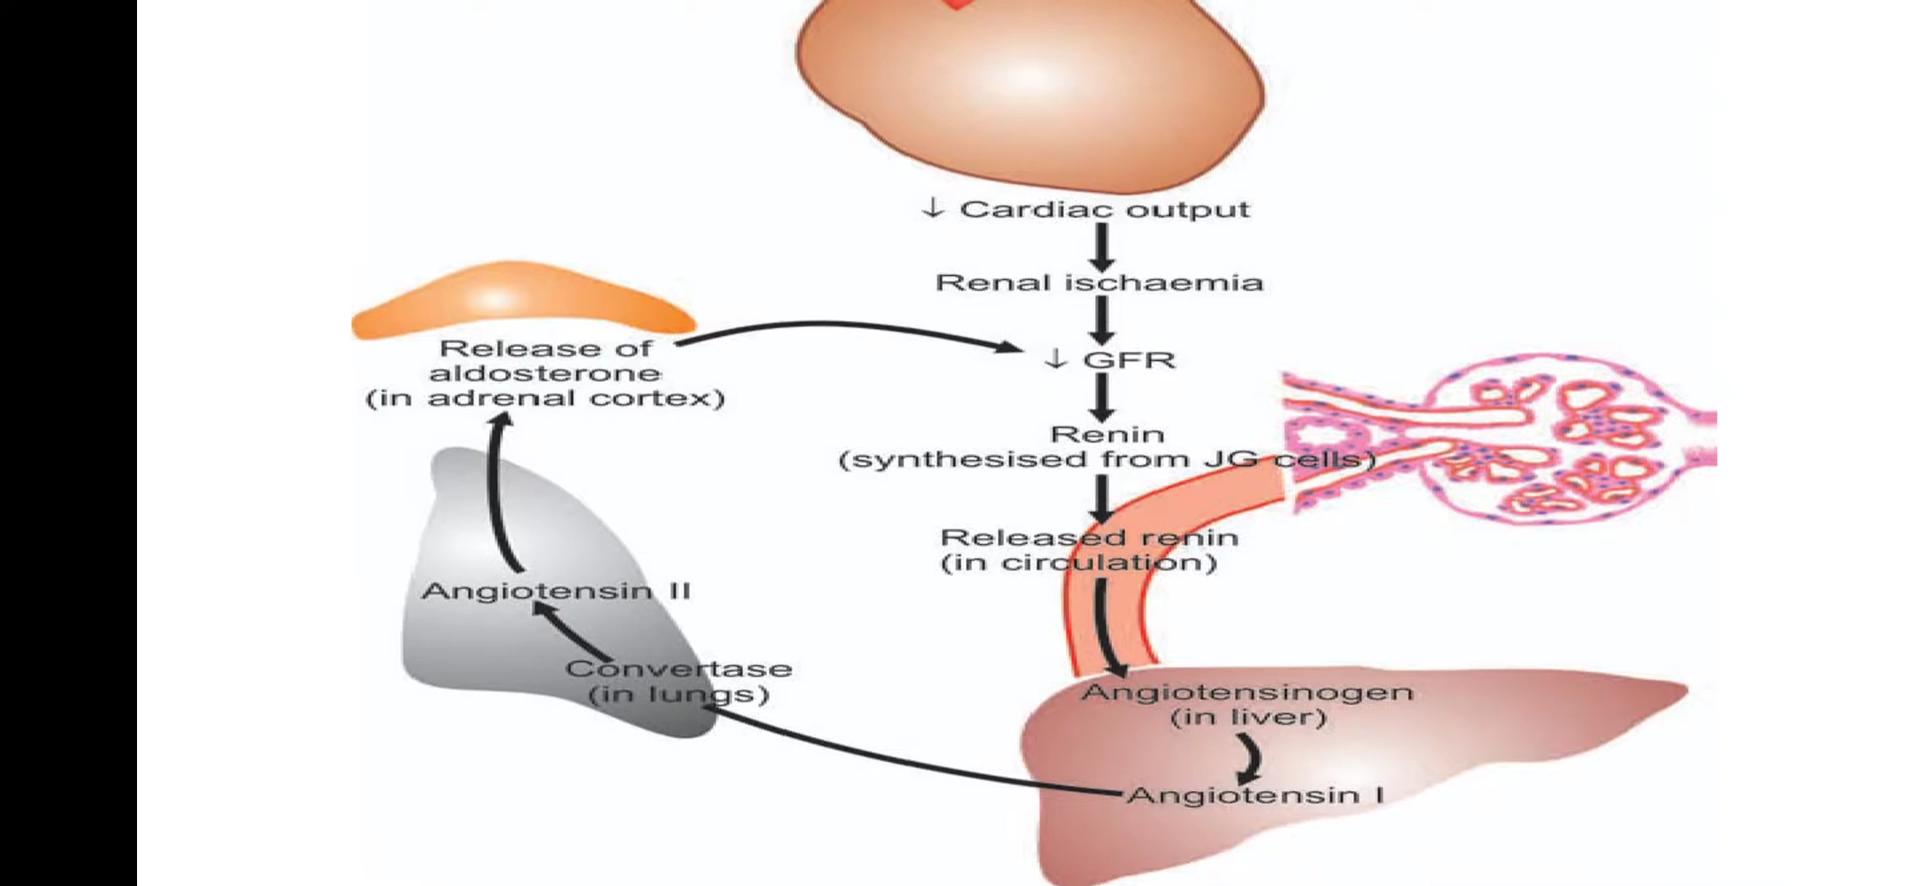 ↓ Cardiac output
Renal ischaemia
↓ GFR
Renin
(synthesised from JG cells)
Released renin
(in circulation)
Angiotensinogen
(in liver)
Angiotensin I
Convertase
(in lungs)
Angiotensin II
Release of
aldosterone
(in adrenal cortex)